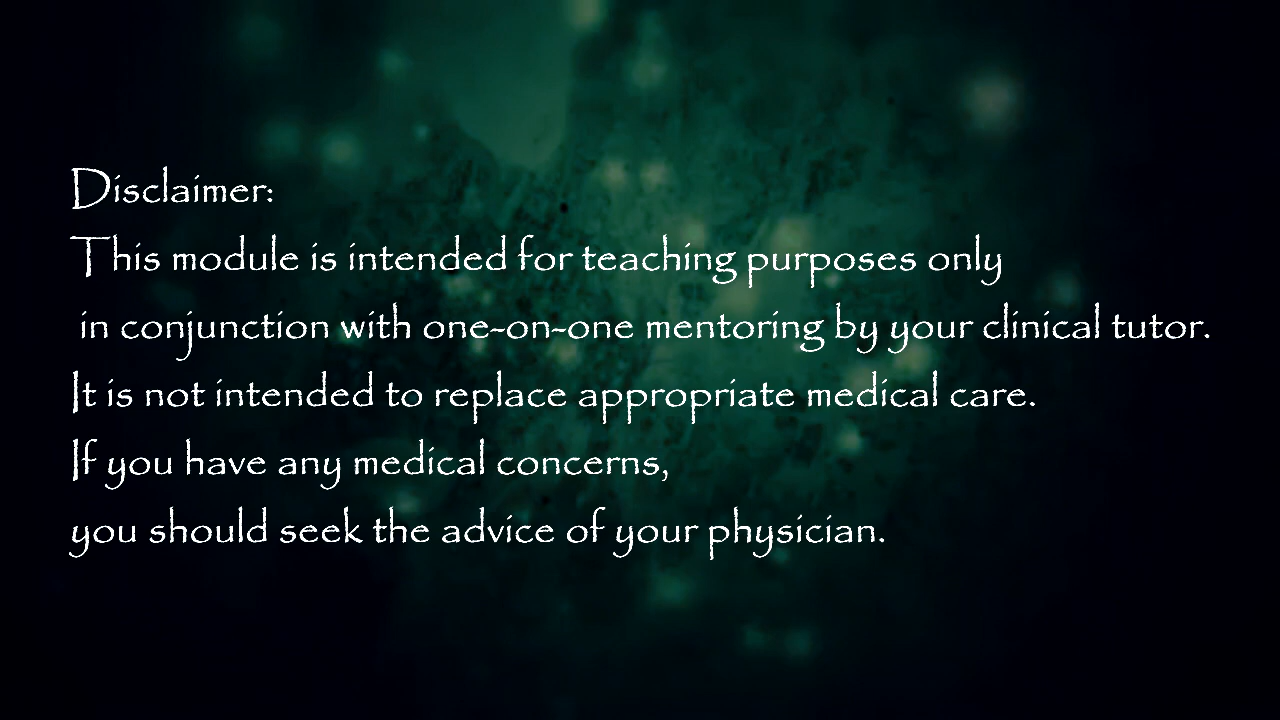 Disclaimer:
This module is intended for teaching purposes only
in conjunction with one-on-one mentoring by your clinical tutor.
It is not intended to replace appropriate medical care.
If you have any medical concerns,
you should seek the advice of your physician.